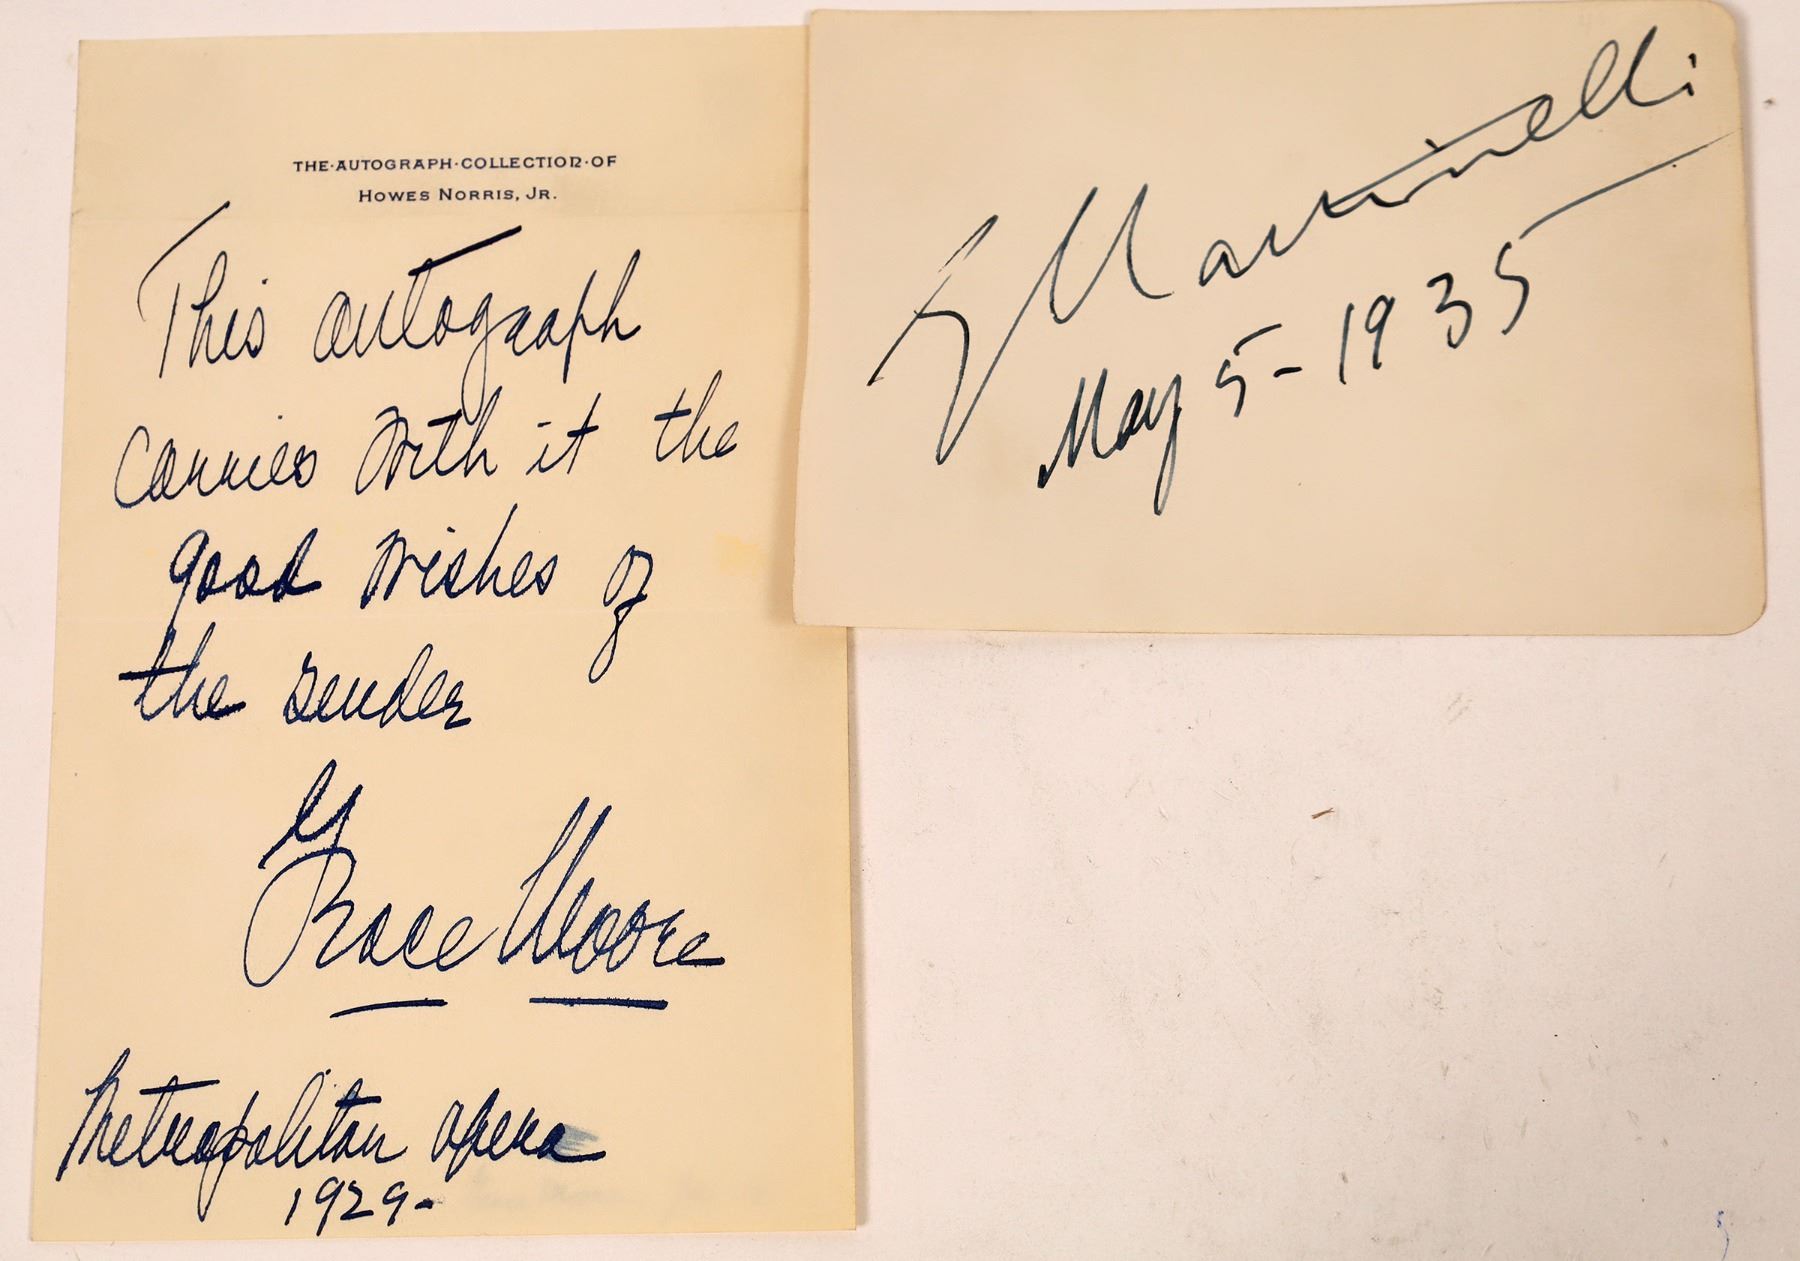 THE·AUTOGRAPH·COLLECTION·OF
HOWES NORRIS, JR.
This autograph
carries with it the
good wishes of
the sender
Grace Moore
Metropolitan Opera
1929-
G Martinelli
May 5-1935